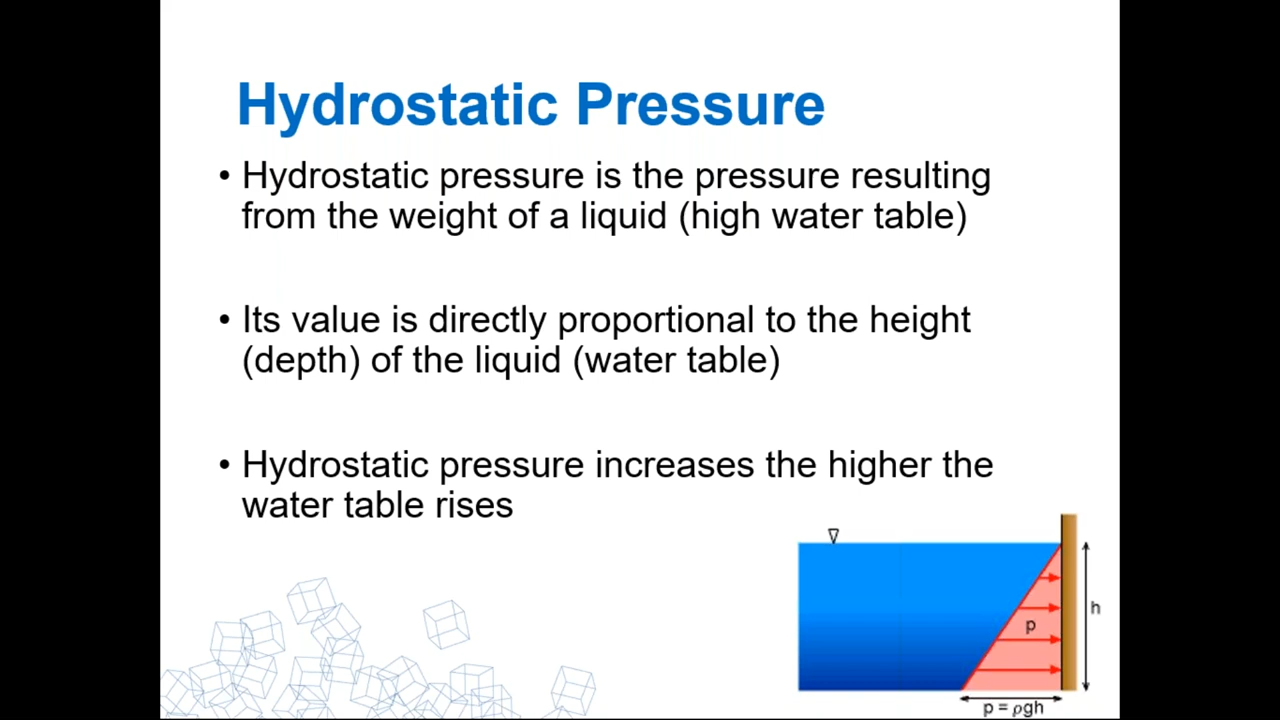 Hydrostatic Pressure
• Hydrostatic pressure is the pressure resulting
from the weight of a liquid (high water table)
• Its value is directly proportional to the height
(depth) of the liquid (water table)
• Hydrostatic pressure increases the higher the
water table rises
h
p
p = ρgh